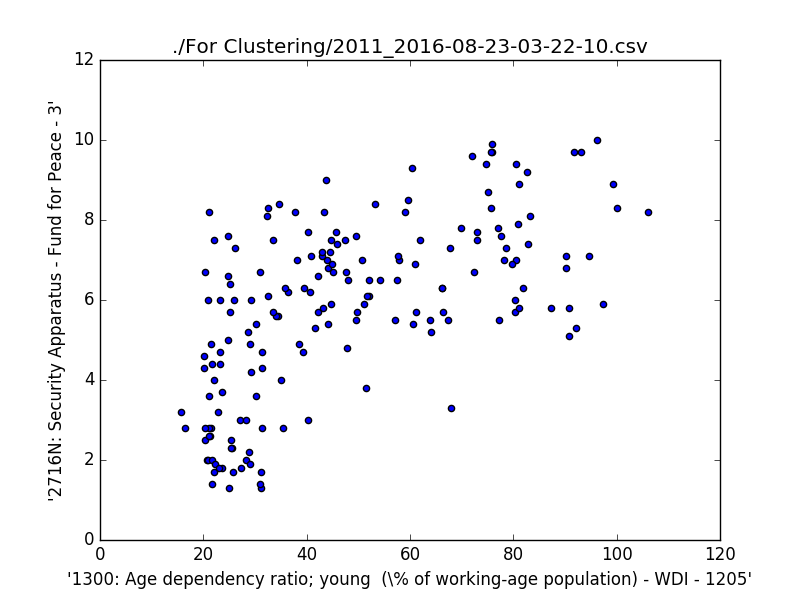 ./For Clustering/2011_2016-08-23-03-22-10.csv
12
10
8
6
4
2
0
'2716N: Security Apparatus - Fund for Peace - 3'
0 20 40 60 80 100 120
'1300: Age dependency ratio; young  (\% of working-age population) - WDI - 1205'